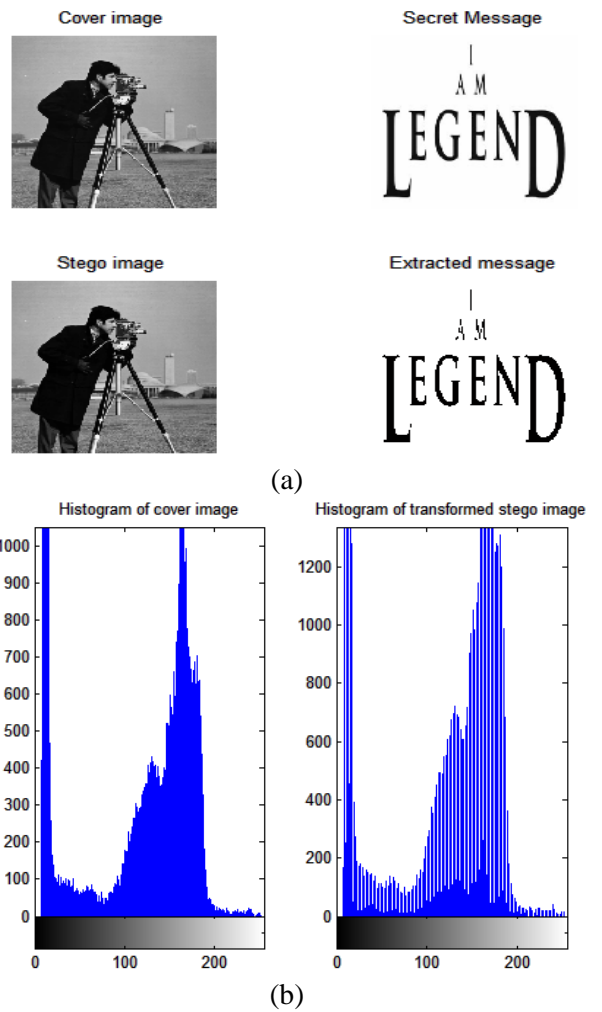 Cover image
Secret Message
I
A M
LEGEND
Stego image
Extracted message
I
A M
LEGEND
(a)
Histogram of cover image
Histogram of transformed stego image
1000
900
800
700
600
500
400
300
200
100
0
0 100 200
1200
1000
800
600
400
200
0
0 100 200
(b)